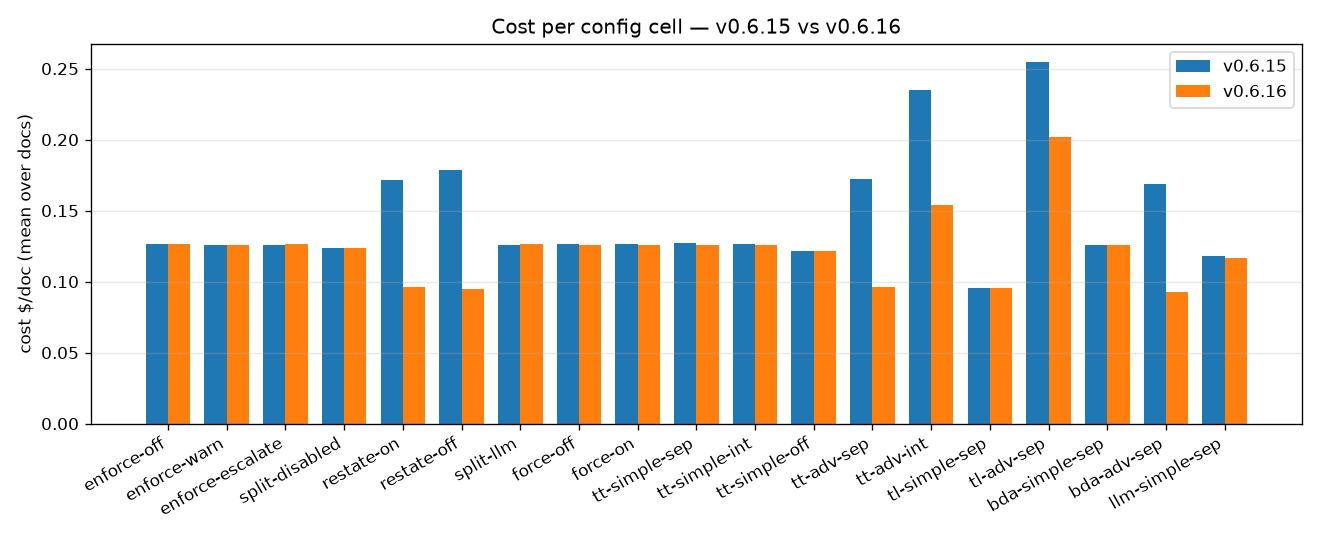 Cost per config cell — v0.6.15 vs v0.6.16
cost $/doc (mean over docs)
0.25
0.20
0.15
0.10
0.05
0.00
v0.6.15
v0.6.16
enforce-off
enforce-warn
enforce-escalate
split-disabled
restate-on
restate-off
split-llm
force-off
force-on
tt-simple-sep
tt-simple-int
tt-simple-off
tt-adv-sep
tt-adv-int
tl-simple-sep
tl-adv-sep
bda-simple-sep
bda-adv-sep
llm-simple-sep